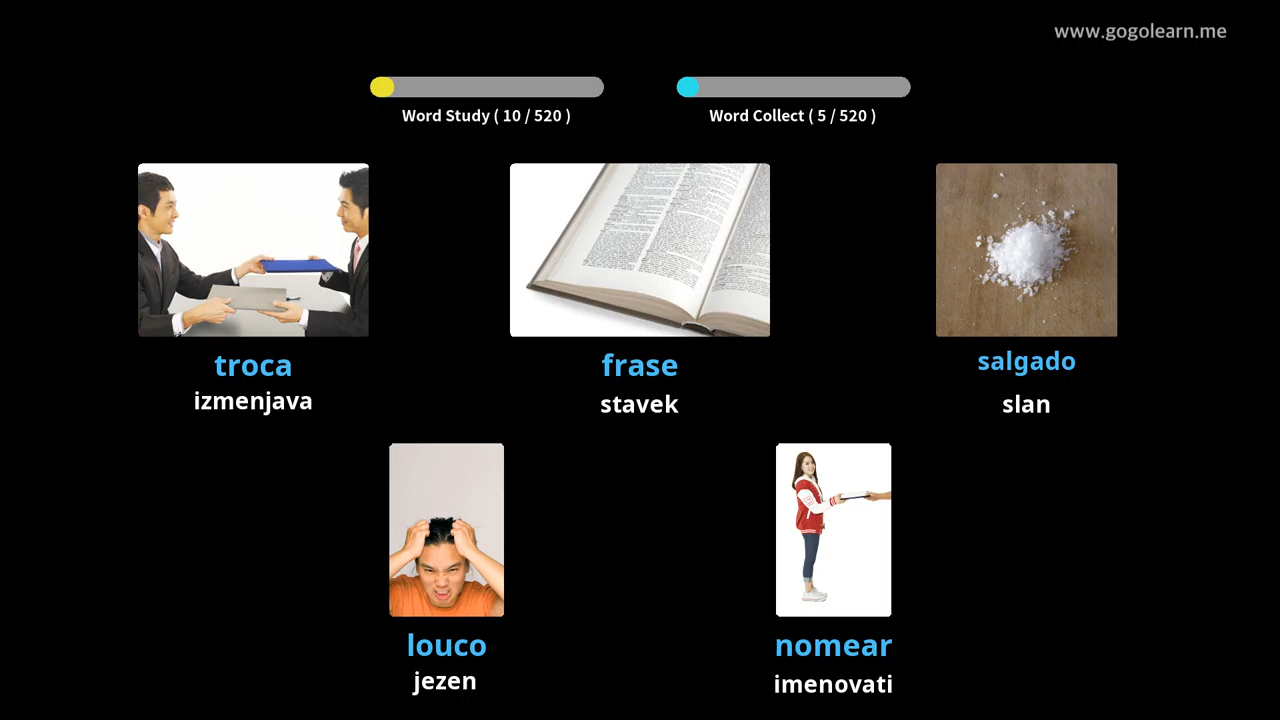 www.gogolearn.me
Word Study ( 10 / 520 )
Word Collect ( 5 / 520 )
troca
izmenjava
frase
stavek
salgado
slan
louco
jezen
nomear
imenovati